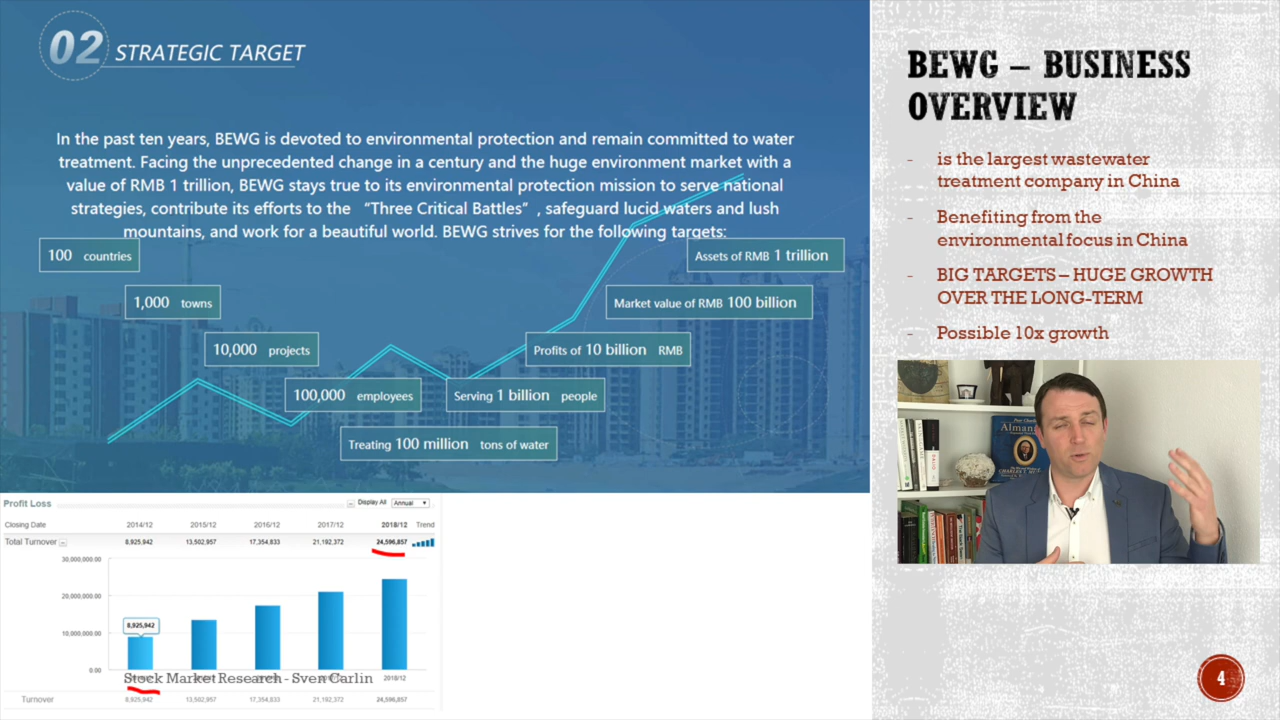 02 STRATEGIC TARGET
In the past ten years, BEWG is devoted to environmental protection and remain committed to water
treatment. Facing the unprecedented change in a century and the huge environment market with a
value of RMB 1 trillion, BEWG stays true to its environmental protection mission to serve national
strategies, contribute its efforts to the “Three Critical Battles”, safeguard lucid waters and lush
mountains, and work for a beautiful world. BEWG strives for the following targets:
100 countries
1,000 towns
10,000 projects
100,000 employees
Treating 100 million tons of water
Serving 1 billion people
Profits of 10 billion RMB
Market value of RMB 100 billion
Assets of RMB 1 trillion
Profit Loss
Display All Annual
Closing Date 2014/12 2015/12 2016/12 2017/12 2018/12 Trend
Total Turnover 8,925,942 13,502,957 17,354,833 21,192,372 24,596,857
30,000,000.00
20,000,000.00
10,000,000.00
0.00
8,925,942
2018/12
Stock Market Research - Sven Carlin
Turnover 8,925,942 13,502,957 17,354,833 21,192,372 24,596,857
BEWG – BUSINESS
OVERVIEW
- is the largest wastewater
treatment company in China
- Benefiting from the
environmental focus in China
- BIG TARGETS – HUGE GROWTH
OVER THE LONG-TERM
- Possible 10x growth
Almanack
4